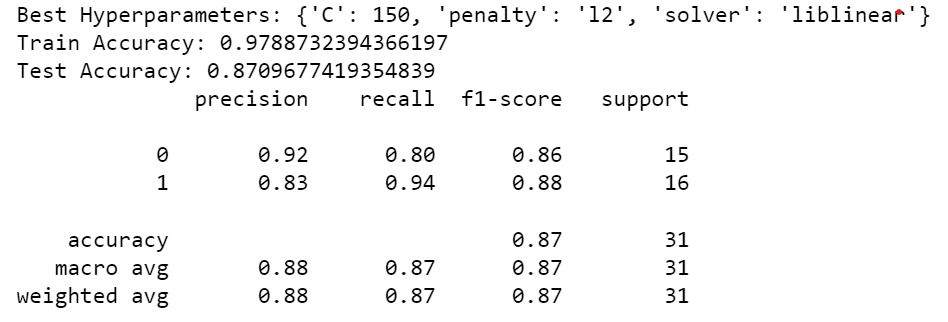 Best Hyperparameters: {'C': 150, 'penalty': 'l2', 'solver': 'liblinear'}
Train Accuracy: 0.9788732394366197
Test Accuracy: 0.8709677419354839
precision recall f1-score support
0 0.92 0.80 0.86 15
1 0.83 0.94 0.88 16
accuracy 0.87 31
macro avg 0.88 0.87 0.87 31
weighted avg 0.88 0.87 0.87 31